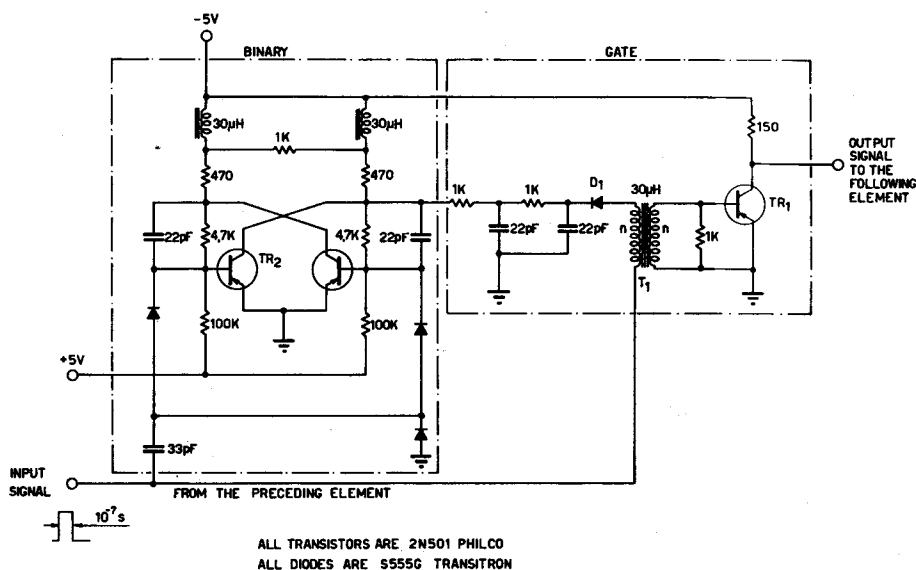 -5V
BINARY
GATE
30μH
30μH
1K
150
OUTPUT
SIGNAL
TO THE
FOLLOWING
ELEMENT
470
470
1K
1K
D1
30μH
TR1
22pF
4,7K
4,7K
22pF
22pF
22pF
n
n
1K
TR2
T1
100K
100K
+5V
33pF
INPUT
SIGNAL
FROM THE PRECEDING ELEMENT
10⁻⁷s
ALL TRANSISTORS ARE 2N501 PHILCO
ALL DIODES ARE S555G TRANSITRON